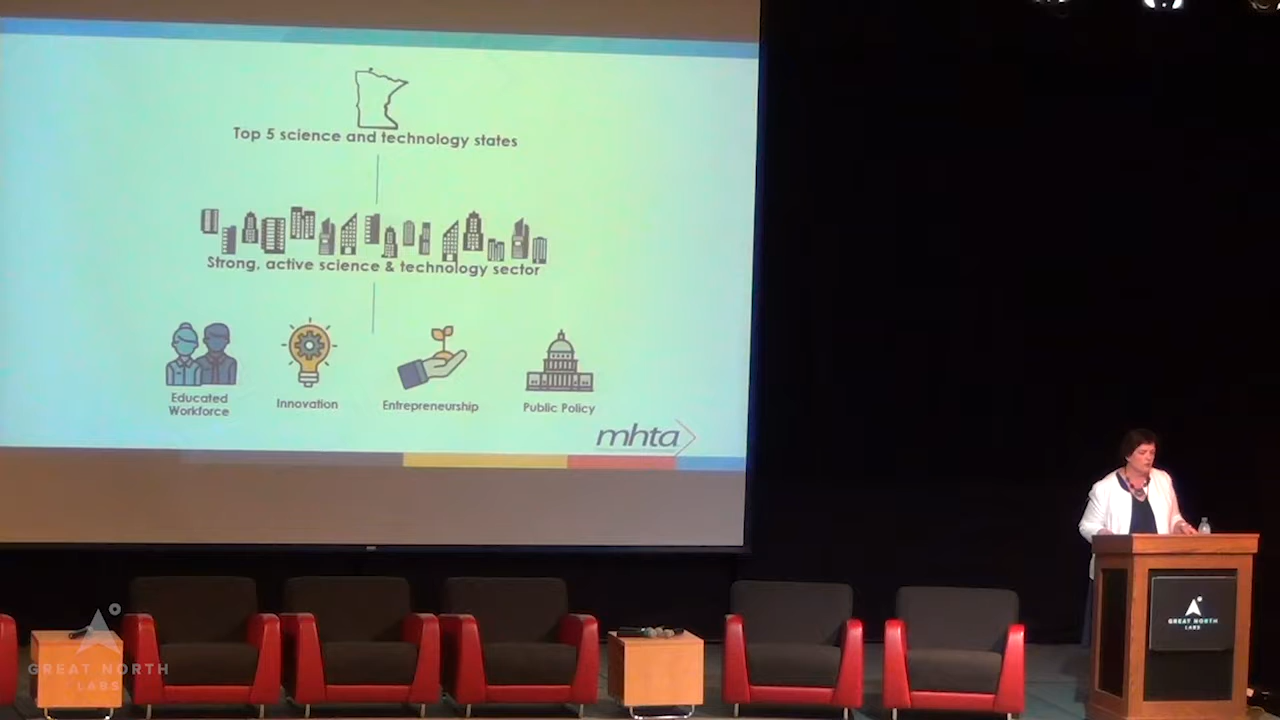 Top 5 science and technology states
Strong, active science & technology sector
Educated
Workforce
Innovation
Entrepreneurship
Public Policy
mhta
GREAT NORTH
LABS
GREAT NORTH
LABS